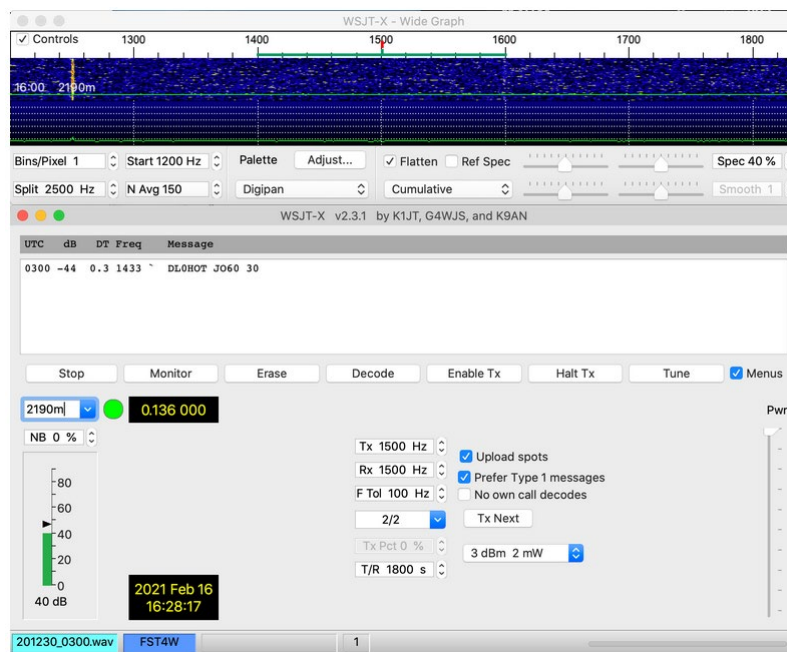 WSJT-X - Wide Graph
Controls 1300 1400 1500 1600 1700 1800
16:00 2190m
Bins/Pixel 1 Start 1200 Hz Palette Adjust... Flatten Ref Spec Spec 40 %
Split 2500 Hz N Avg 150 Digipan Cumulative Smooth 1
WSJT-X v2.3.1 by K1JT, G4WJS, and K9AN
UTC dB DT Freq Message
0300 -44 0.3 1433 ` DL0HOT JO60 30
Stop Monitor Erase Decode Enable Tx Halt Tx Tune Menus
2190m 0.136 000 Pwr
NB 0 %
Tx 1500 Hz Upload spots
Rx 1500 Hz Prefer Type 1 messages
F Tol 100 Hz No own call decodes
2/2 Tx Next
Tx Pct 0 % 3 dBm 2 mW
T/R 1800 s
80
60
40
20
0
40 dB
2021 Feb 16
16:28:17
201230_0300.wav FST4W 1